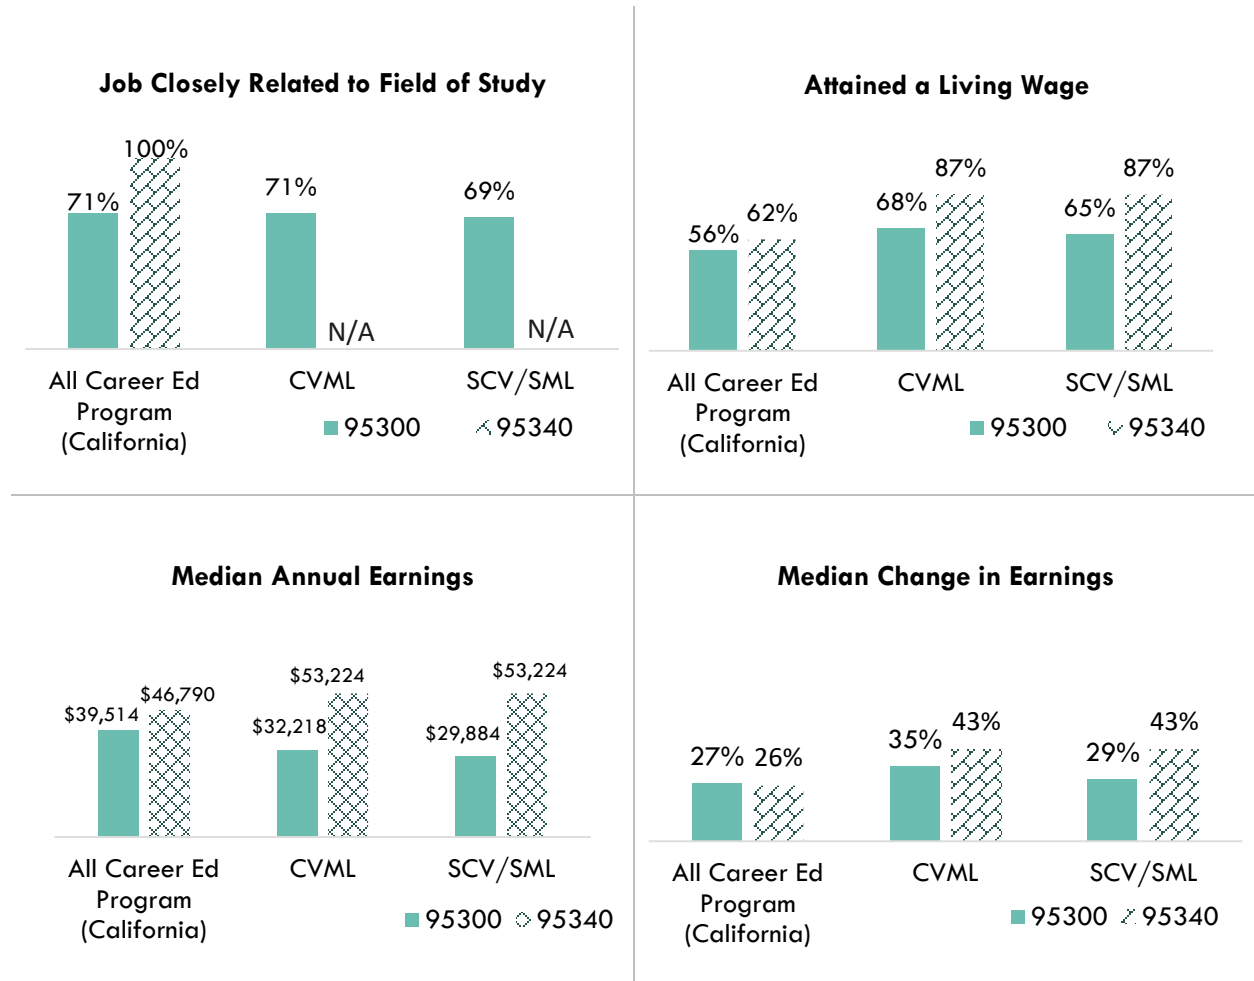 Job Closely Related to Field of Study
100%
71%
71%
69%
N/A
N/A
All Career Ed
Program
(California)
CVML
SCV/SML
95300
95340
Attained a Living Wage
56%
62%
68%
87%
65%
87%
All Career Ed
Program
(California)
CVML
SCV/SML
95300
95340
Median Annual Earnings
$39,514
$46,790
$32,218
$53,224
$29,884
$53,224
All Career Ed
Program
(California)
CVML
SCV/SML
95300
95340
Median Change in Earnings
27%
26%
35%
43%
29%
43%
All Career Ed
Program
(California)
CVML
SCV/SML
95300
95340